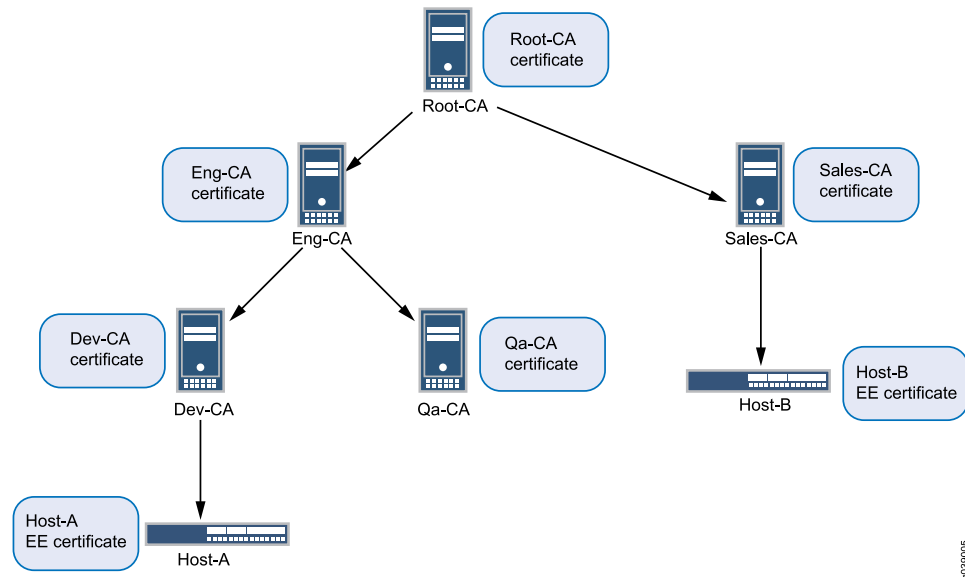 Root-CA
certificate
Root-CA
Eng-CA
certificate
Eng-CA
Sales-CA
certificate
Sales-CA
Dev-CA
certificate
Dev-CA
Qa-CA
certificate
Qa-CA
Host-B
Host-B
EE certificate
Host-A
EE certificate
Host-A